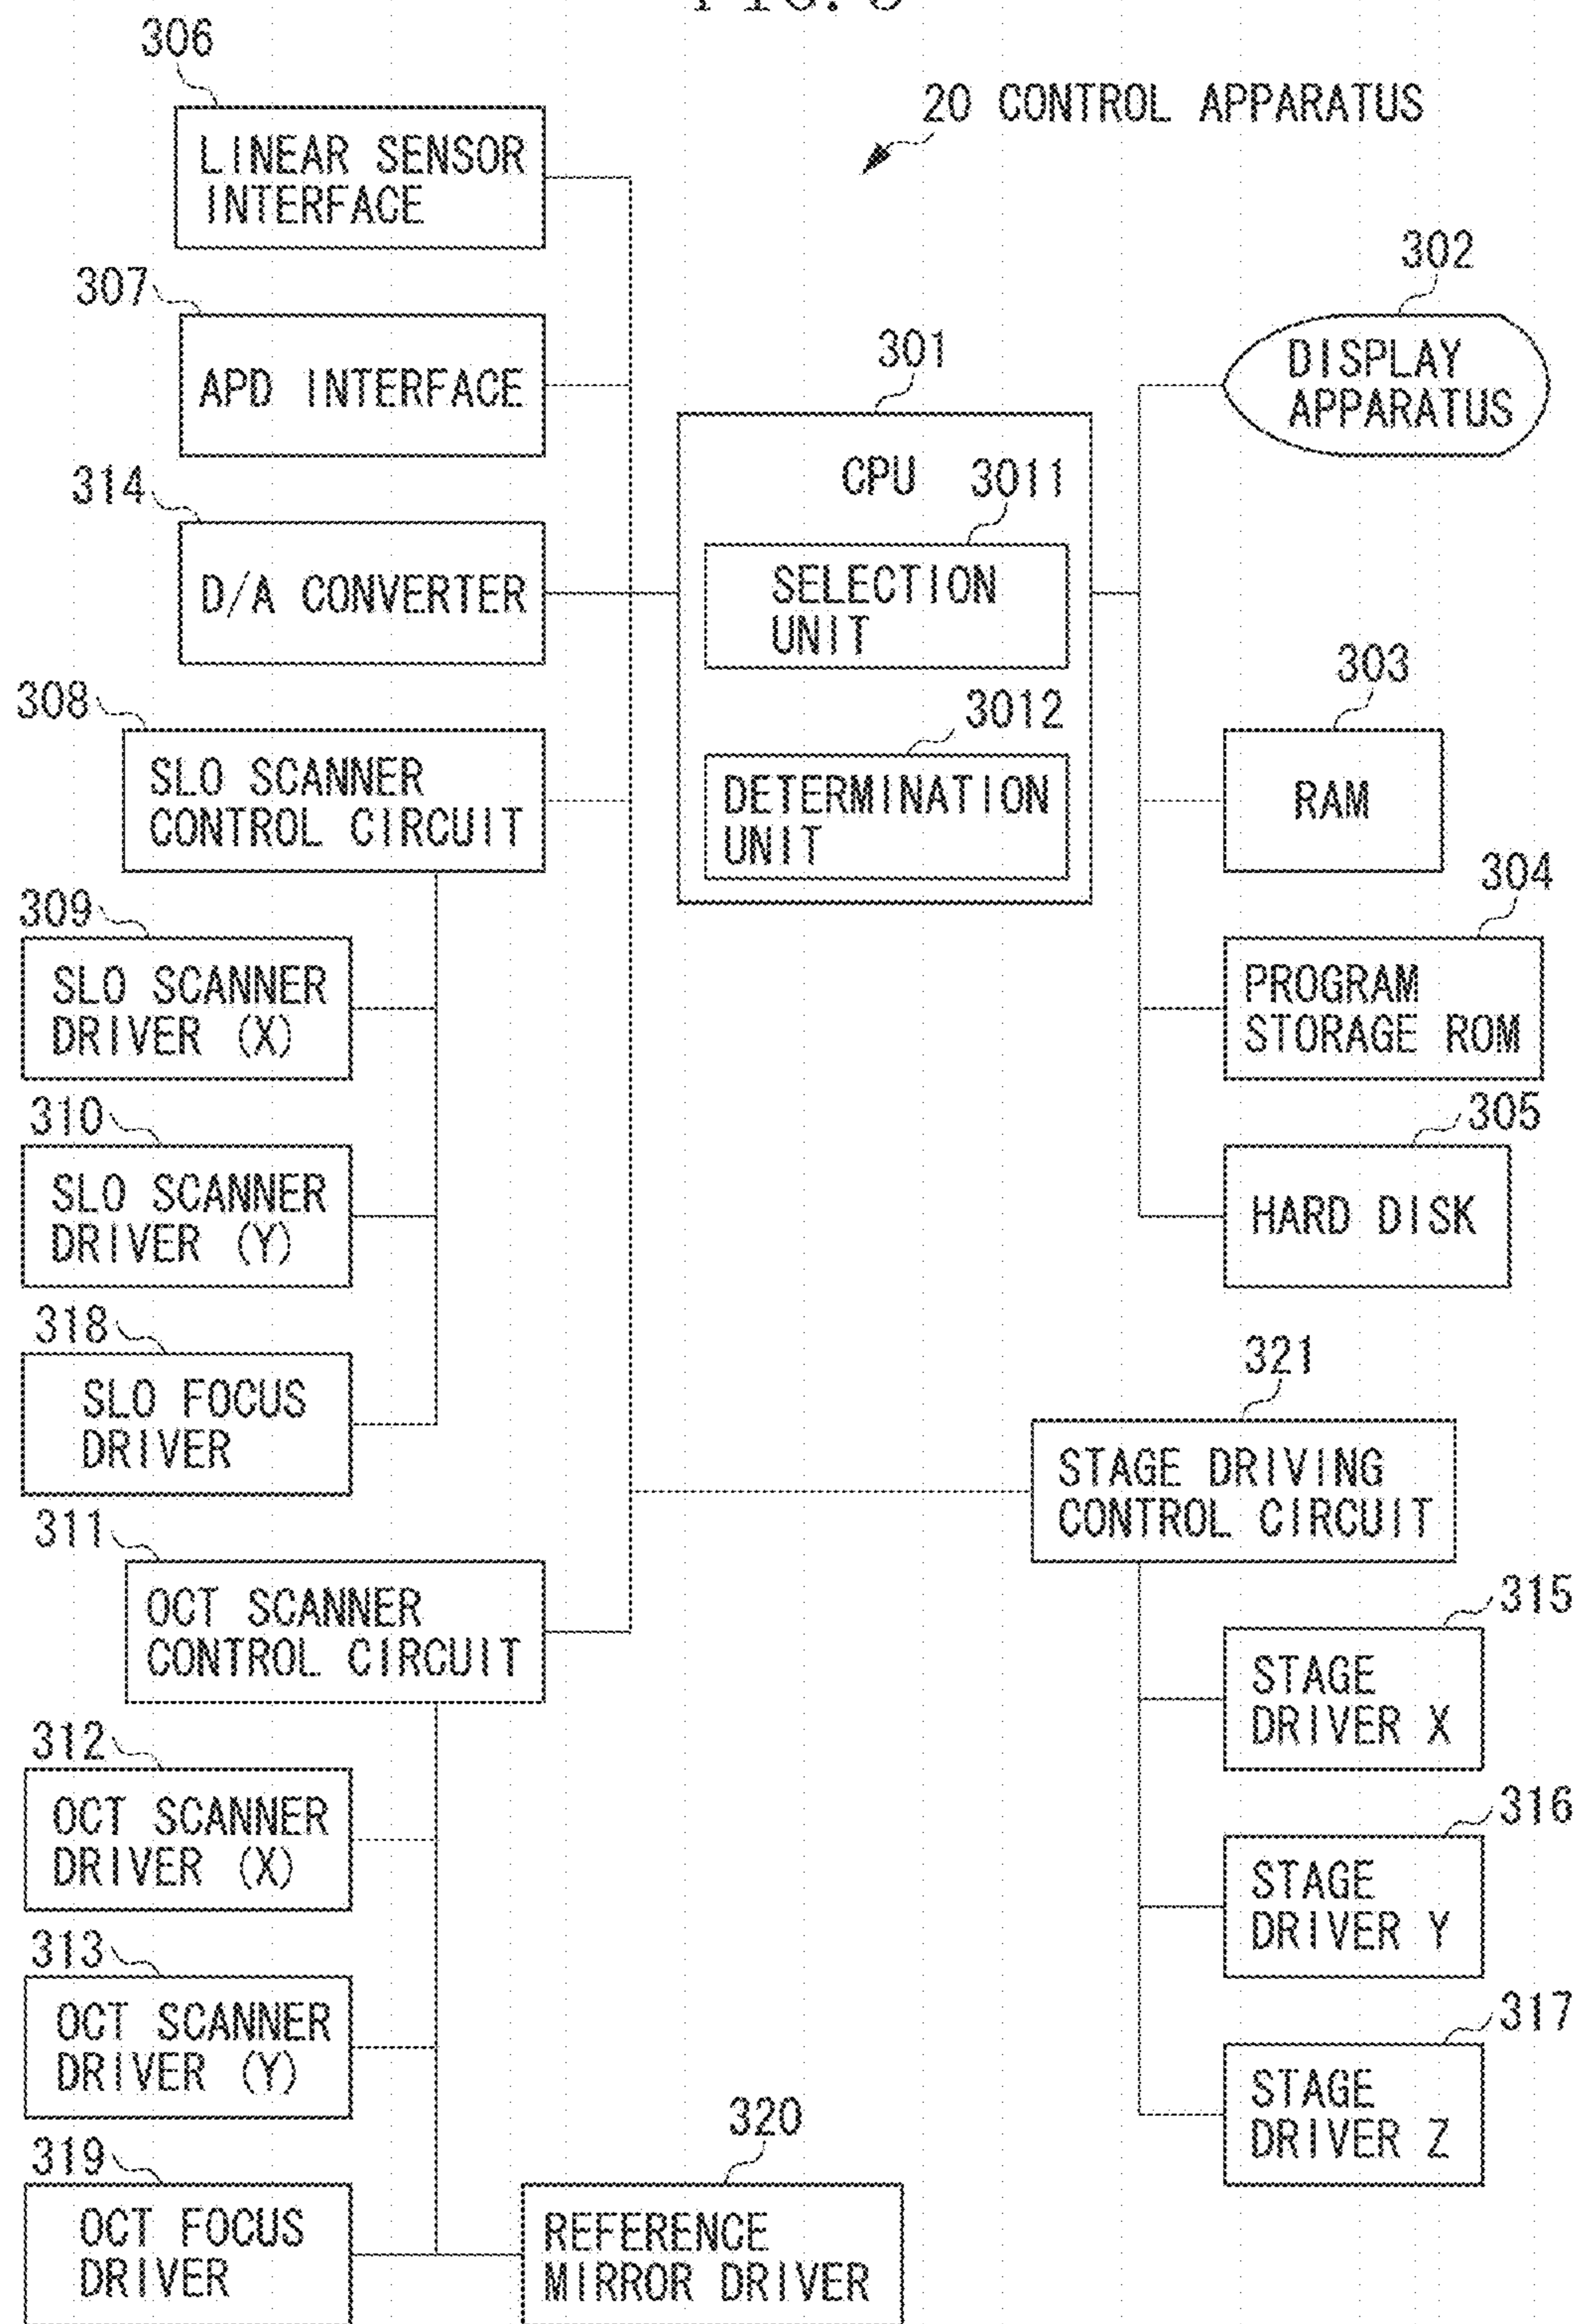 306
20 CONTROL APPARATUS
LINEAR SENSOR
INTERFACE
302
307
DISPLAY
APPARATUS
301
APD INTERFACE
CPU
3011
314
SELECTION
UNIT
D/A CONVERTER
303
308
3012
SLO SCANNER
CONTROL CIRCUIT
DETERMINATION
UNIT
RAM
304
309
SLO SCANNER
DRIVER (X)
PROGRAM
STORAGE ROM
310
305
SLO SCANNER
DRIVER (Y)
HARD DISK
318
321
SLO FOCUS
DRIVER
STAGE DRIVING
CONTROL CIRCUIT
311
315
OCT SCANNER
CONTROL CIRCUIT
STAGE
DRIVER X
312
316
OCT SCANNER
DRIVER (X)
STAGE
DRIVER Y
313
317
OCT SCANNER
DRIVER (Y)
STAGE
DRIVER Z
320
319
OCT FOCUS
DRIVER
REFERENCE
MIRROR DRIVER